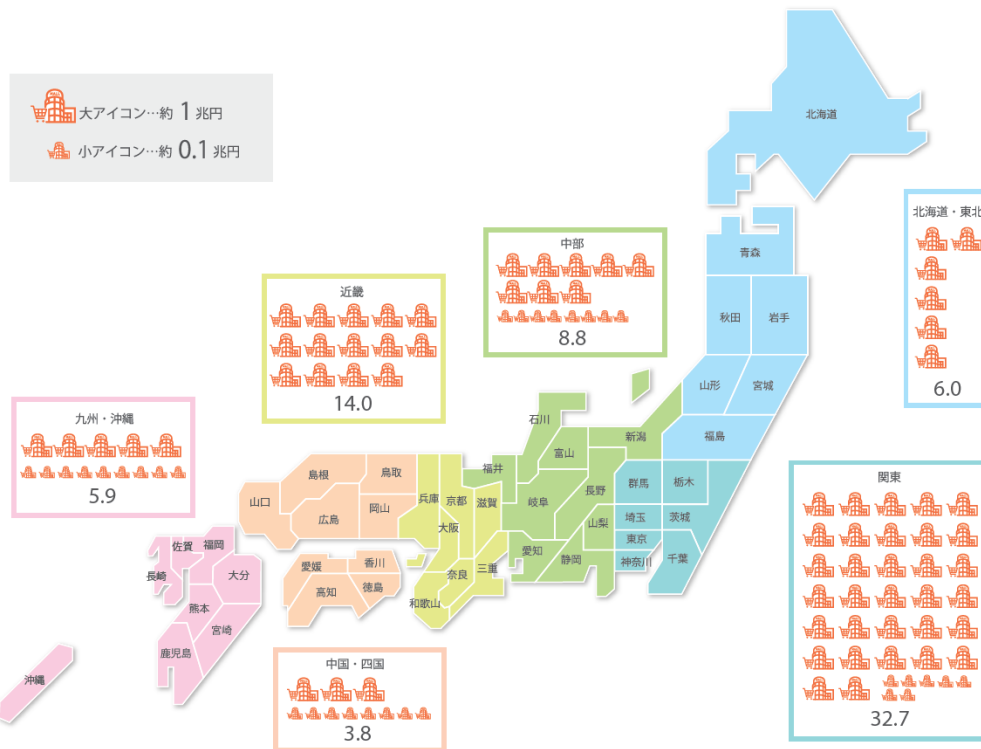 大アイコン…約 1 兆円
小アイコン…約 0.1 兆円
北海道
北海道・東北
6.0
青森
秋田
岩手
山形
宮城
福島
中部
8.8
近畿
14.0
九州・沖縄
5.9
石川
新潟
富山
福井
長野
岐阜
山梨
愛知
静岡
群馬
栃木
埼玉
茨城
東京
千葉
神奈川
関東
32.7
兵庫
京都
滋賀
大阪
奈良
三重
和歌山
島根
鳥取
山口
広島
岡山
愛媛
香川
高知
徳島
中国・四国
3.8
佐賀
福岡
長崎
大分
熊本
宮崎
鹿児島
沖縄